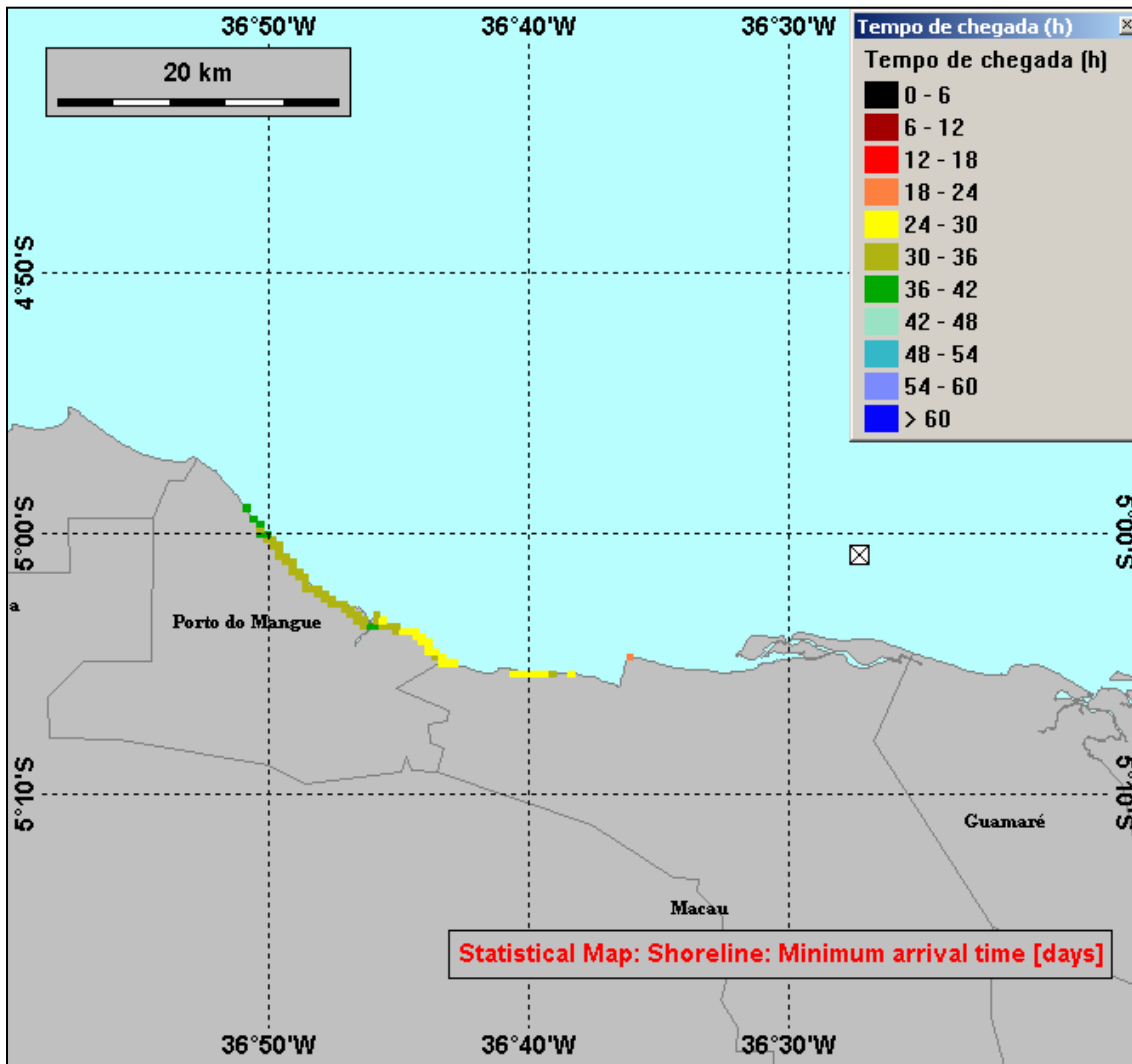 36°50'W
36°40'W
36°30'W
Tempo de chegada (h)
20 km
Tempo de chegada (h)
0 - 6
6 - 12
12 - 18
18 - 24
24 - 30
30 - 36
36 - 42
42 - 48
48 - 54
54 - 60
> 60
4°50'S
5°00'S
5°00'S
a
Porto do Mangue
5°10'S
5°10'S
Guamaré
Macau
Statistical Map: Shoreline: Minimum arrival time [days]
36°50'W
36°40'W
36°30'W